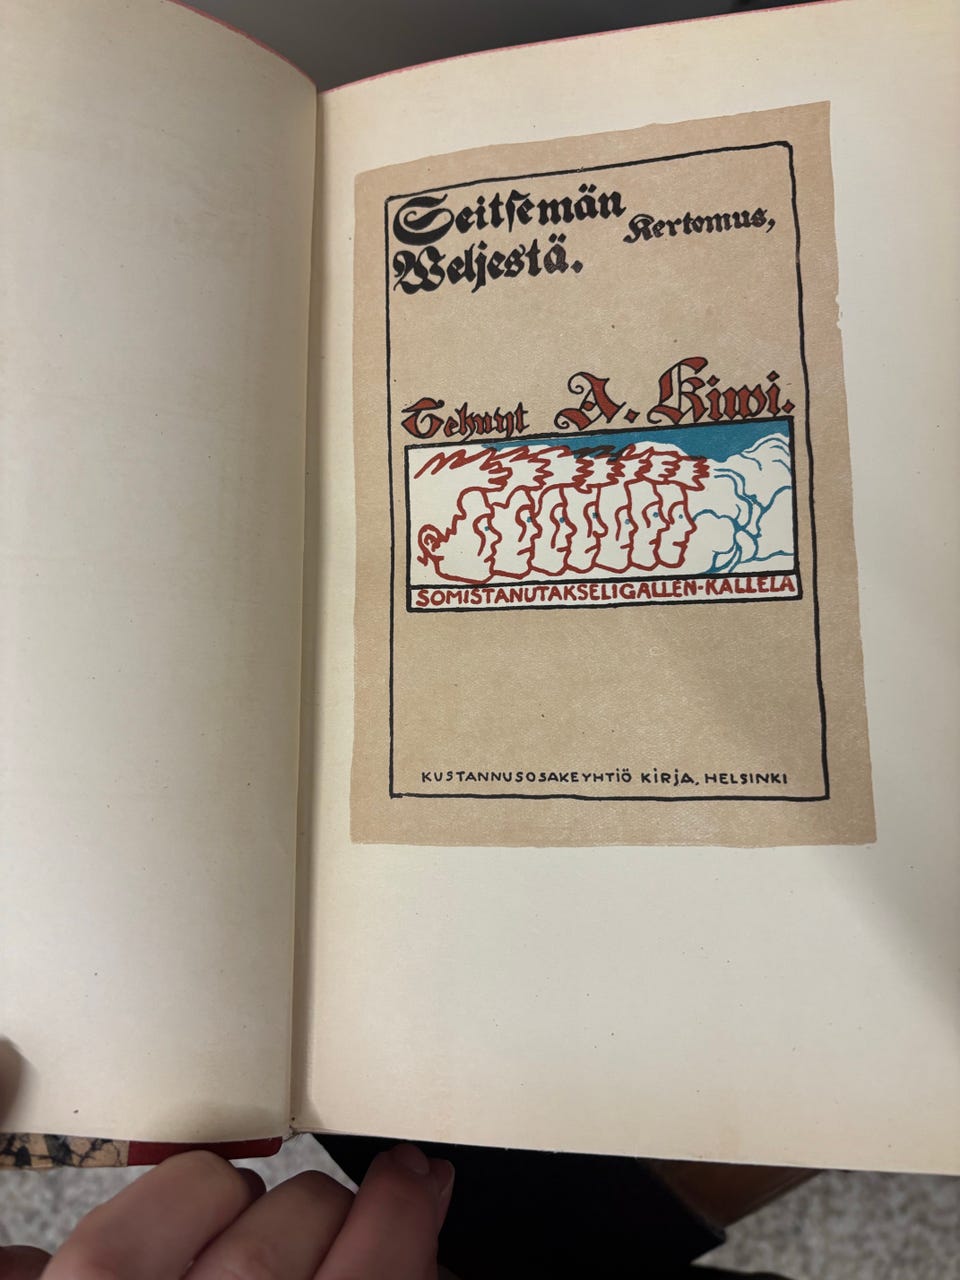 Seitſemän
Weljestä.
Kertomus,
Tehnyt A. Kiwi.
SOMISTANUT AKSELI GALLEN-KALLELA
KUSTANNUSOSAKEYHTIÖ KIRJA, HELSINKI